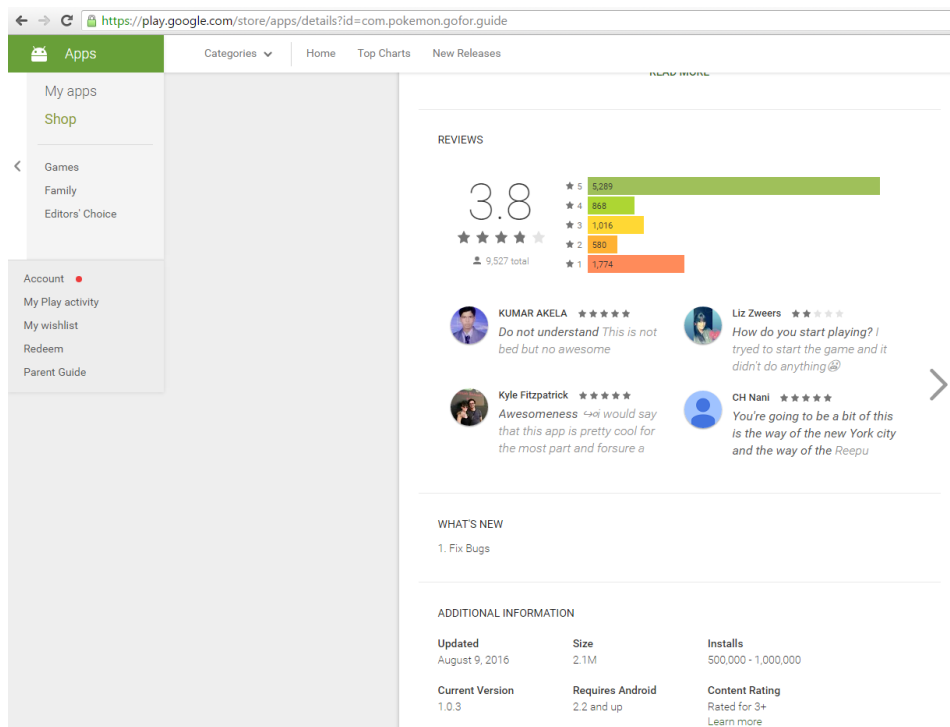 https://play.google.com/store/apps/details?id=com.pokemon.gofor.guide
Apps
Categories
Home
Top Charts
New Releases
My apps
Shop
Games
Family
Editors' Choice
Account
My Play activity
My wishlist
Redeem
Parent Guide
READ MORE
REVIEWS
3.8
9,527 total
5 5,289
4 868
3 1,016
2 580
1 1,774
KUMAR AKELA
Do not understand This is not
bed but no awesome
Liz Zweers
How do you start playing? I
tryed to start the game and it
didn't do anything😫
Kyle Fitzpatrick
Awesomeness would say
that this app is pretty cool for
the most part and forsure a
CH Nani
You're going to be a bit of this
is the way of the new York city
and the way of the Reepu
WHAT'S NEW
1. Fix Bugs
ADDITIONAL INFORMATION
Updated
August 9, 2016
Size
2.1M
Installs
500,000 - 1,000,000
Current Version
1.0.3
Requires Android
2.2 and up
Content Rating
Rated for 3+
Learn more